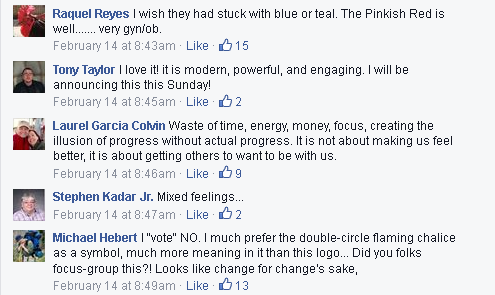 Raquel Reyes I wish they had stuck with blue or teal. The Pinkish Red is
well....... very gyn/ob.
February 14 at 8:43am · Like · 15
Tony Taylor I love it! it is modern, powerful, and engaging. I will be
announcing this this Sunday!
February 14 at 8:45am · Like · 2
Laurel Garcia Colvin Waste of time, energy, money, focus, creating the
illusion of progress without actual progress. It is not about making us feel
better, it is about getting others to want to be with us.
February 14 at 8:46am · Like · 9
Stephen Kadar Jr. Mixed feelings...
February 14 at 8:47am · Like · 2
Michael Hebert I "vote" NO. I much prefer the double-circle flaming chalice
as a symbol, much more meaning in it than this logo... Did you folks
focus-group this?! Looks like change for change's sake,
February 14 at 8:49am · Like · 13